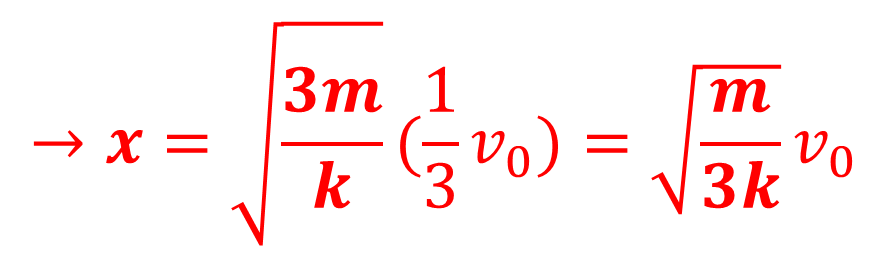 → x = √(3m/k) (1/3 v₀) = √(m/3k) v₀